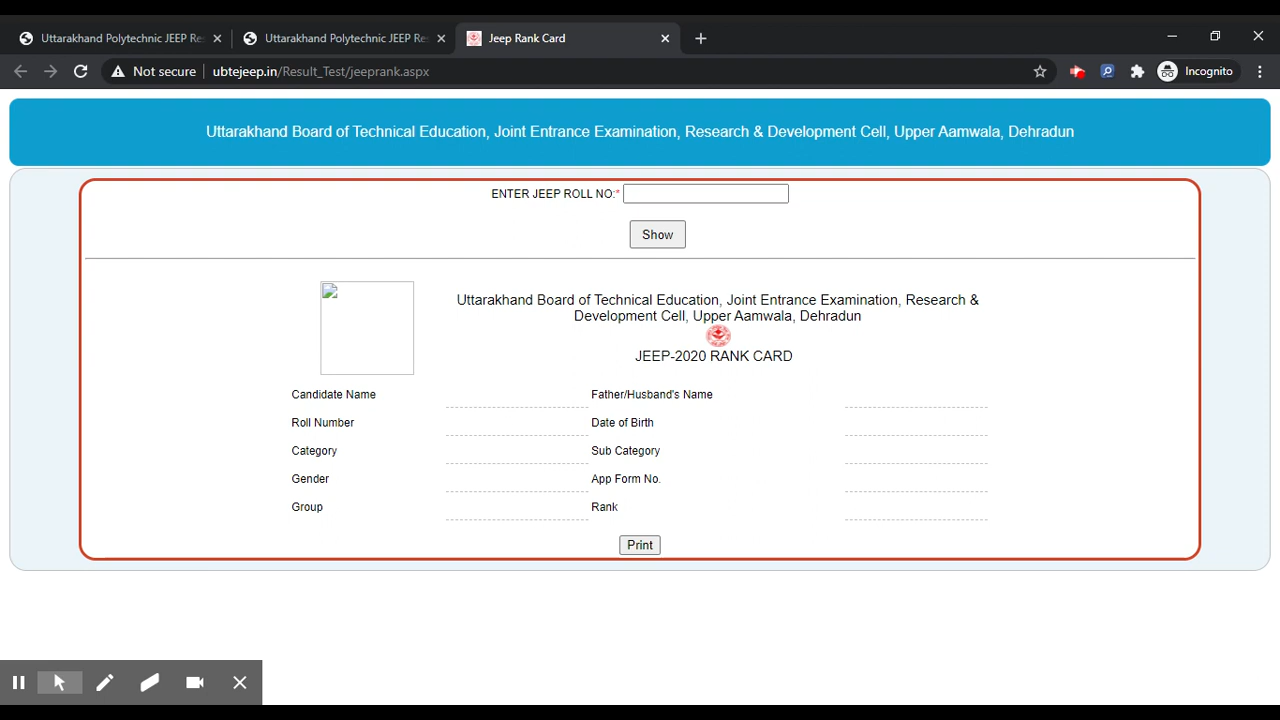 Uttarakhand Polytechnic JEEP Re
Uttarakhand Polytechnic JEEP Res
Jeep Rank Card
Not secure
ubtejeep.in/Result_Test/jeeprank.aspx
Incognito
Uttarakhand Board of Technical Education, Joint Entrance Examination, Research & Development Cell, Upper Aamwala, Dehradun
ENTER JEEP ROLL NO:*
Show
Uttarakhand Board of Technical Education, Joint Entrance Examination, Research &
Development Cell, Upper Aamwala, Dehradun
JEEP-2020 RANK CARD
Candidate Name Father/Husband's Name
Roll Number Date of Birth
Category Sub Category
Gender App Form No.
Group Rank
Print